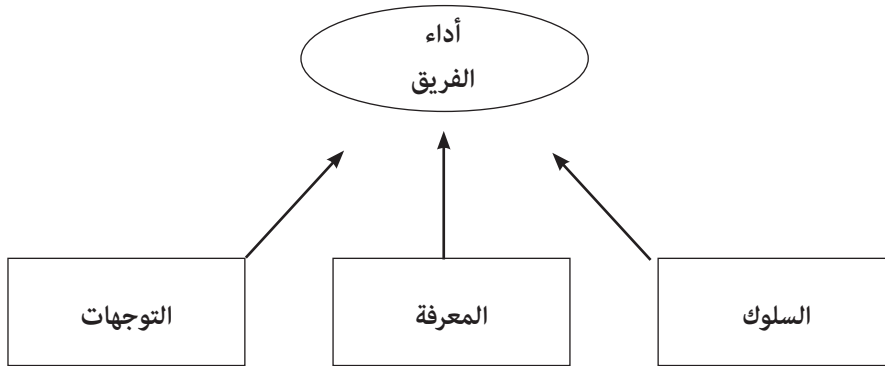 أداء
الفريق
السلوك
المعرفة
التوجهات